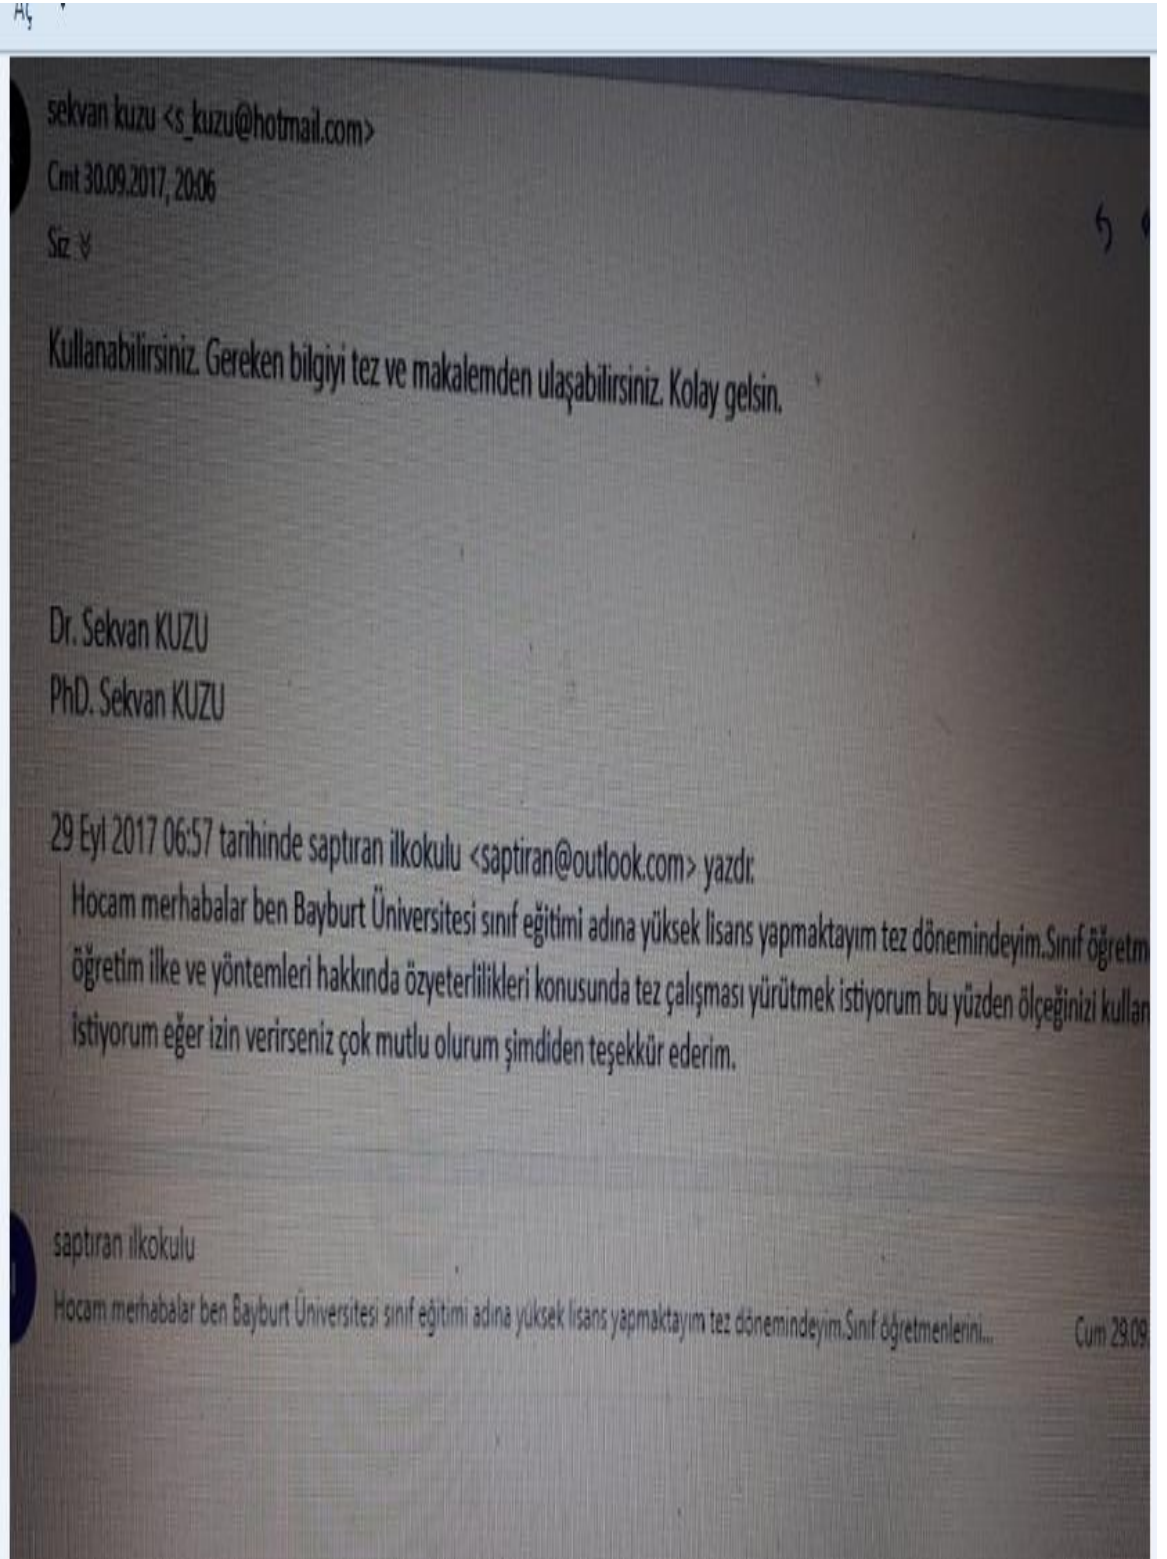 Aç
sekvan kuzu <s_kuzu@hotmail.com>
Cmt 30.09.2017, 20:06
Siz
Kullanabilirsiniz. Gereken bilgiyi tez ve makalemden ulaşabilirsiniz. Kolay gelsin.
Dr. Sekvan KUZU
PhD. Sekvan KUZU
29 Eyl 2017 06:57 tarihinde saptıran ilkokulu <saptiran@outlook.com> yazdı:
Hocam merhabalar ben Bayburt Üniversitesi sınıf eğitimi adına yüksek lisans yapmaktayım tez dönemindeyim.Sınıf öğretm
öğretim ilke ve yöntemleri hakkında özyeterlilikleri konusunda tez çalışması yürütmek istiyorum bu yüzden ölçeğinizi kullan
istiyorum eğer izin verirseniz çok mutlu olurum şimdiden teşekkür ederim.
saptıran ilkokulu
Hocam merhabalar ben Bayburt Üniversitesi sınıf eğitimi adına yüksek lisans yapmaktayım tez dönemindeyim.Sınıf öğretmenlerini... Cum 29.09